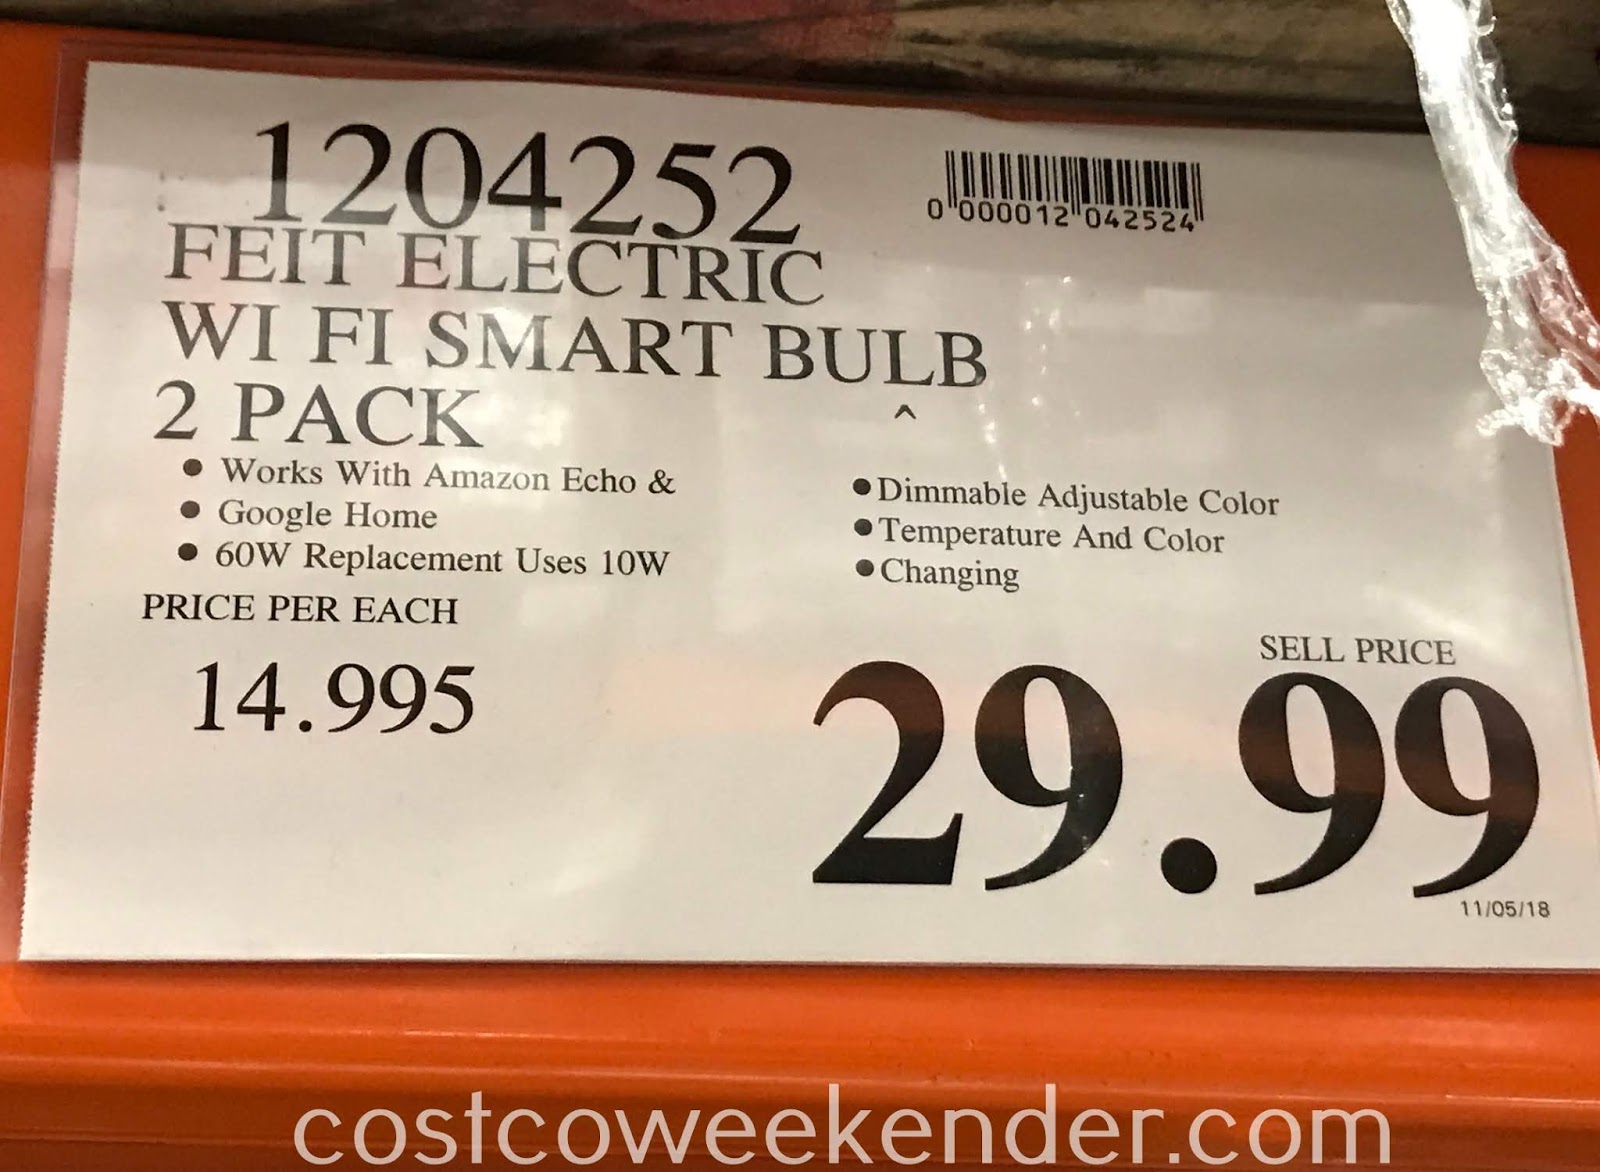 1204252
0 000012 042524
FEIT ELECTRIC
WI FI SMART BULB
2 PACK
^
• Works With Amazon Echo &
• Google Home
• 60W Replacement Uses 10W
• Dimmable Adjustable Color
• Temperature And Color
• Changing
PRICE PER EACH
14.995
SELL PRICE
29.99
11/05/18
costcoweekender.com